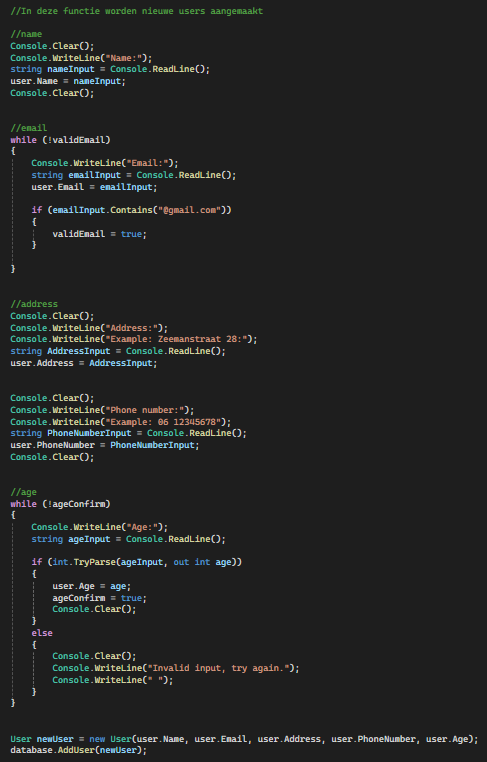 //In deze functie worden nieuwe users aangemaakt
//name
Console.Clear();
Console.WriteLine("Name:");
string nameInput = Console.ReadLine();
user.Name = nameInput;
Console.Clear();
//email
while (!validEmail)
{
Console.WriteLine("Email:");
string emailInput = Console.ReadLine();
user.Email = emailInput;
if (emailInput.Contains("@gmail.com"))
{
validEmail = true;
}
}
//address
Console.Clear();
Console.WriteLine("Address:");
Console.WriteLine("Example: Zeemanstraat 28:");
string AddressInput = Console.ReadLine();
user.Address = AddressInput;
Console.Clear();
Console.WriteLine("Phone number:");
Console.WriteLine("Example: 06 12345678");
string PhoneNumberInput = Console.ReadLine();
user.PhoneNumber = PhoneNumberInput;
Console.Clear();
//age
while (!ageConfirm)
{
Console.WriteLine("Age:");
string ageInput = Console.ReadLine();
if (int.TryParse(ageInput, out int age))
{
user.Age = age;
ageConfirm = true;
Console.Clear();
}
else
{
Console.Clear();
Console.WriteLine("Invalid input, try again.");
Console.WriteLine(" ");
}
}
User newUser = new User(user.Name, user.Email, user.Address, user.PhoneNumber, user.Age);
database.AddUser(newUser);